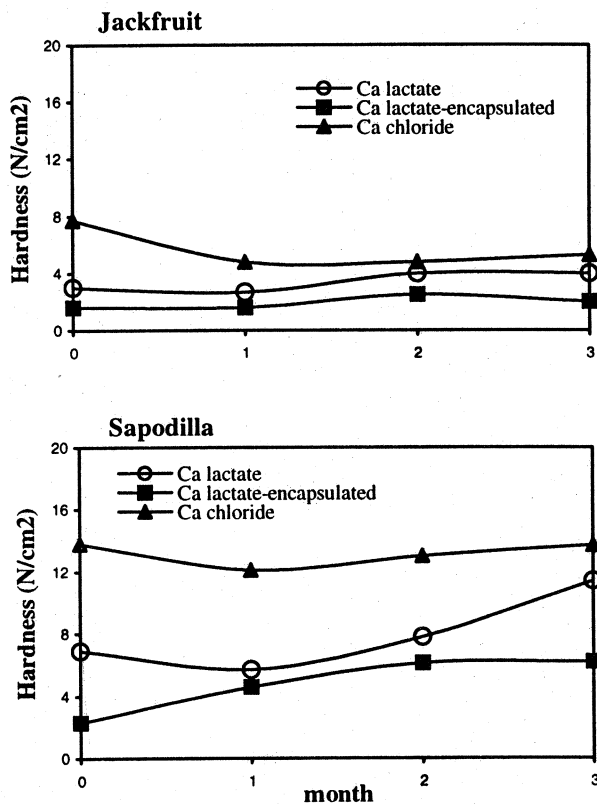 Jackfruit
20
16
12
8
4
0
Hardness (N/cm2)
Ca lactate
Ca lactate-encapsulated
Ca chloride
0 1 2 3
Sapodilla
20
16
12
8
4
0
Hardness (N/cm2)
Ca lactate
Ca lactate-encapsulated
Ca chloride
0 1 2 3
month